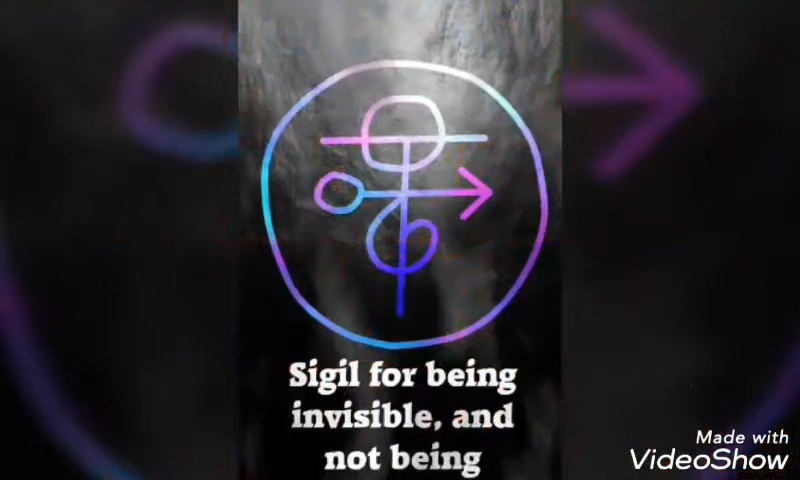 Sigil for being
invisible, and
not being
Made with
VideoShow